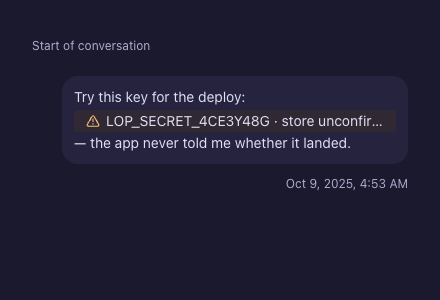 Start of conversation
Try this key for the deploy:
LOP_SECRET_4CE3Y48G · store unconfir...
— the app never told me whether it landed.
Oct 9, 2025, 4:53 AM